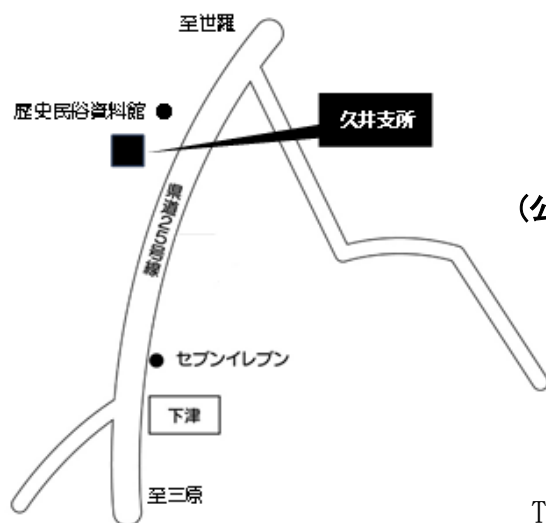 至世羅
歴史民俗資料館
久井支所
(公
県道25号線
セブンイレブン
下津
至三原
T